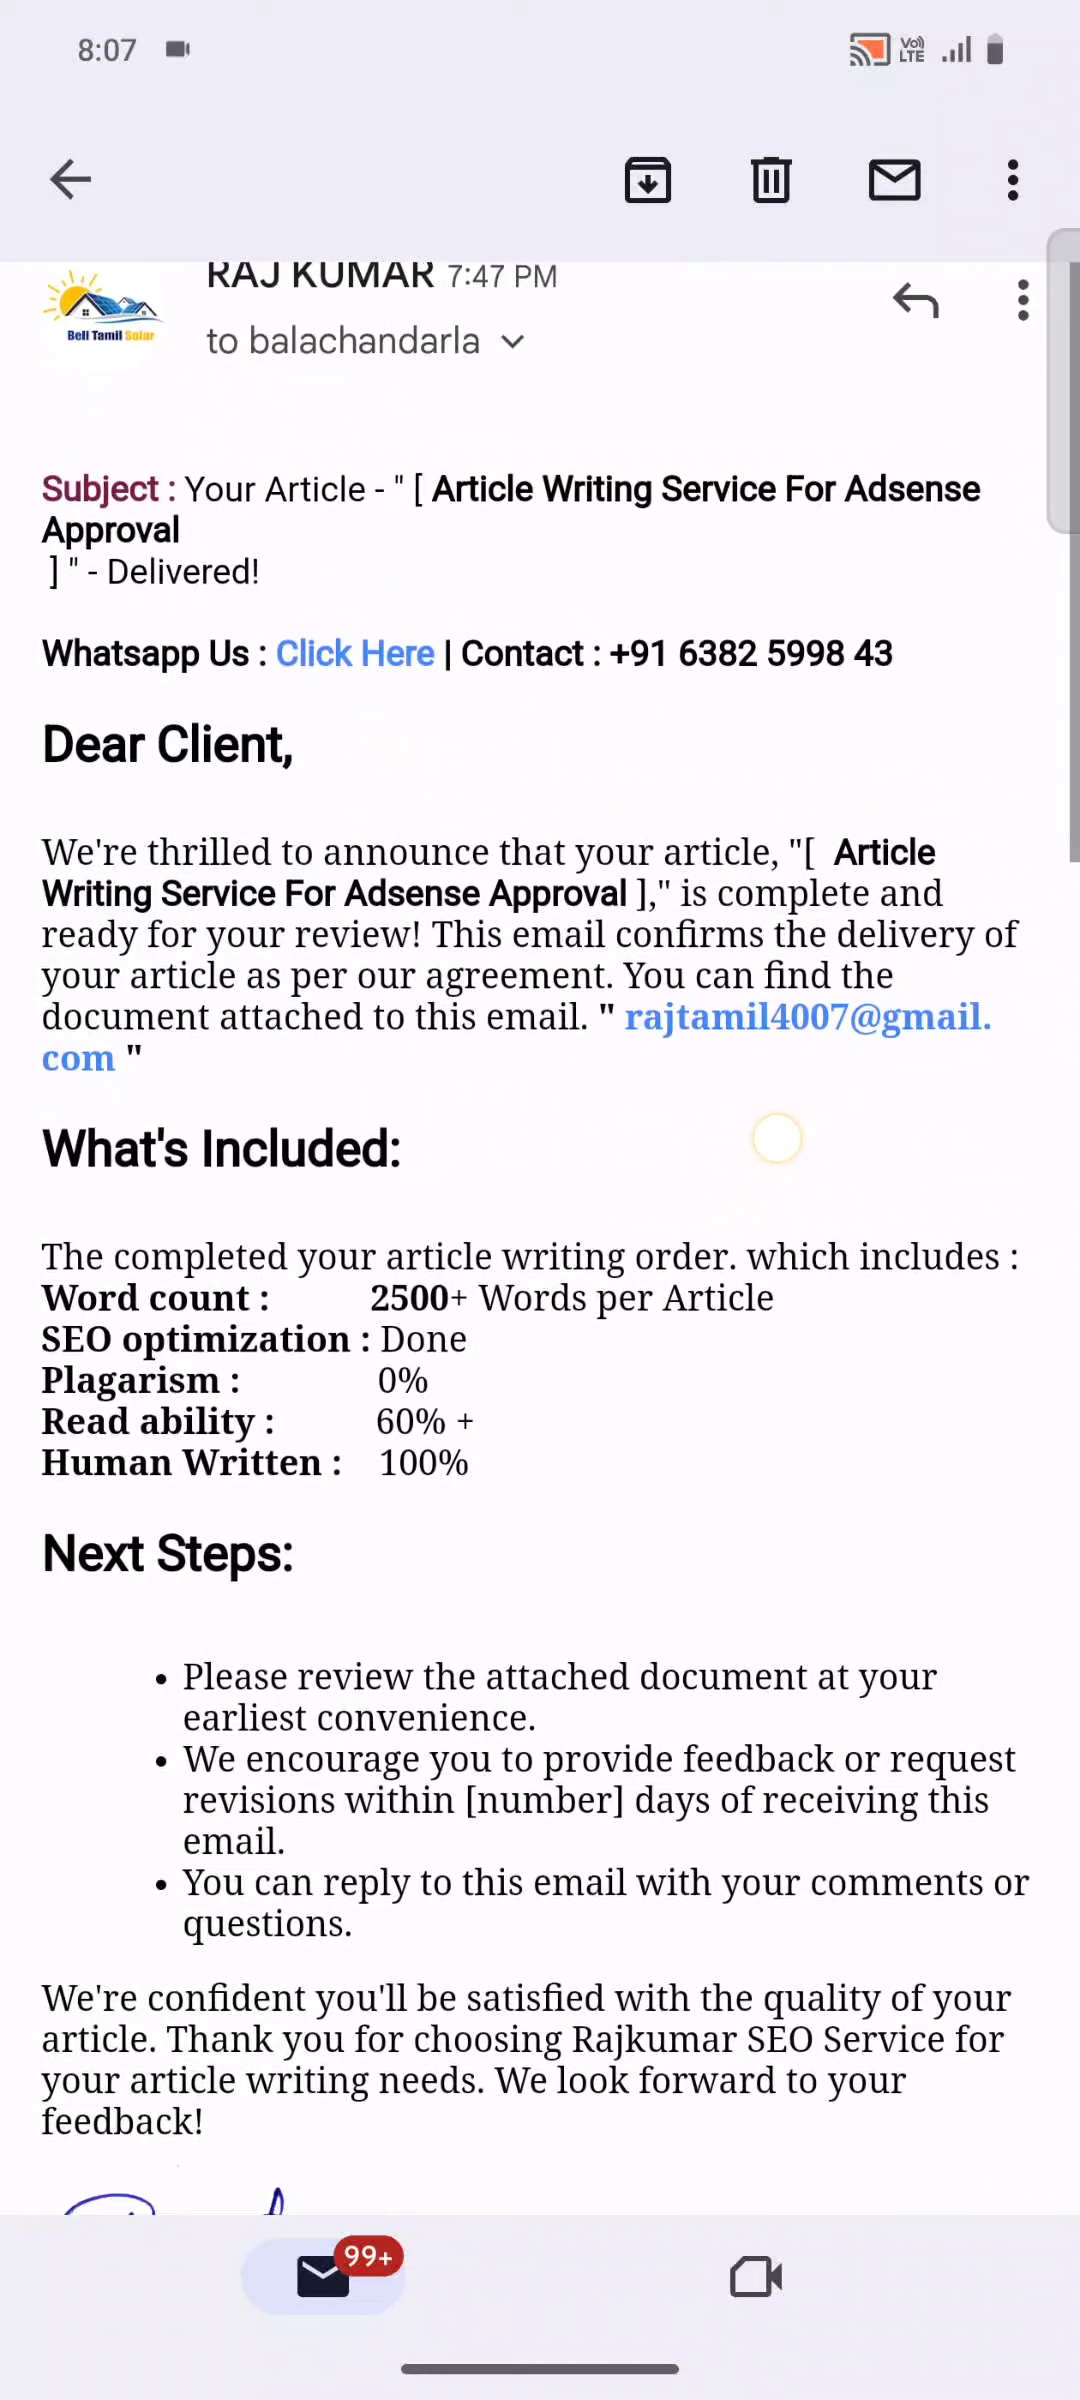 8:07
Vo))
LTE
RAJ KUMAR 7:47 PM
Bell Tamil Solar
to balachandarla
Subject : Your Article - " [ Article Writing Service For Adsense
Approval
] " - Delivered!
Whatsapp Us : Click Here | Contact : +91 6382 5998 43
Dear Client,
We're thrilled to announce that your article, "[ Article
Writing Service For Adsense Approval ]," is complete and
ready for your review! This email confirms the delivery of
your article as per our agreement. You can find the
document attached to this email. " rajtamil4007@gmail.
com "
What's Included:
The completed your article writing order. which includes :
Word count : 2500+ Words per Article
SEO optimization : Done
Plagarism : 0%
Read ability : 60% +
Human Written : 100%
Next Steps:
• Please review the attached document at your
earliest convenience.
• We encourage you to provide feedback or request
revisions within [number] days of receiving this
email.
• You can reply to this email with your comments or
questions.
We're confident you'll be satisfied with the quality of your
article. Thank you for choosing Rajkumar SEO Service for
your article writing needs. We look forward to your
feedback!
99+